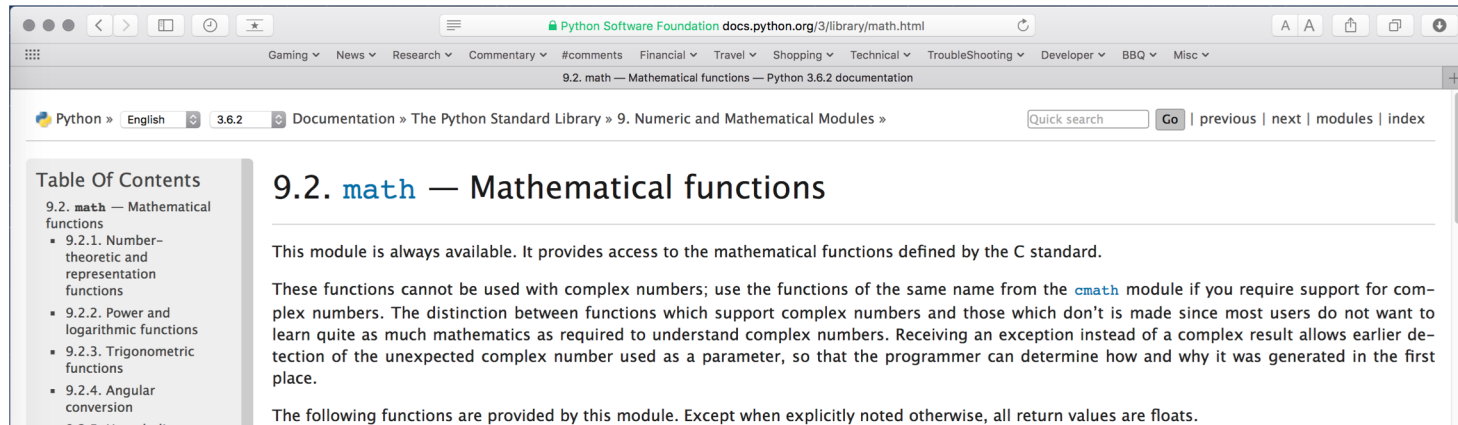 Python Software Foundation docs.python.org/3/library/math.html
A A
Gaming News Research Commentary #comments Financial Travel Shopping Technical TroubleShooting Developer BBQ Misc
9.2. math — Mathematical functions — Python 3.6.2 documentation
Python » English 3.6.2 Documentation » The Python Standard Library » 9. Numeric and Mathematical Modules » Quick search Go | previous | next | modules | index
Table Of Contents
9.2. math — Mathematical
functions
▪ 9.2.1. Number-
theoretic and
representation
functions
▪ 9.2.2. Power and
logarithmic functions
▪ 9.2.3. Trigonometric
functions
▪ 9.2.4. Angular
conversion
9.2. math — Mathematical functions
This module is always available. It provides access to the mathematical functions defined by the C standard.
These functions cannot be used with complex numbers; use the functions of the same name from the cmath module if you require support for com-
plex numbers. The distinction between functions which support complex numbers and those which don't is made since most users do not want to
learn quite as much mathematics as required to understand complex numbers. Receiving an exception instead of a complex result allows earlier de-
tection of the unexpected complex number used as a parameter, so that the programmer can determine how and why it was generated in the first
place.
The following functions are provided by this module. Except when explicitly noted otherwise, all return values are floats.